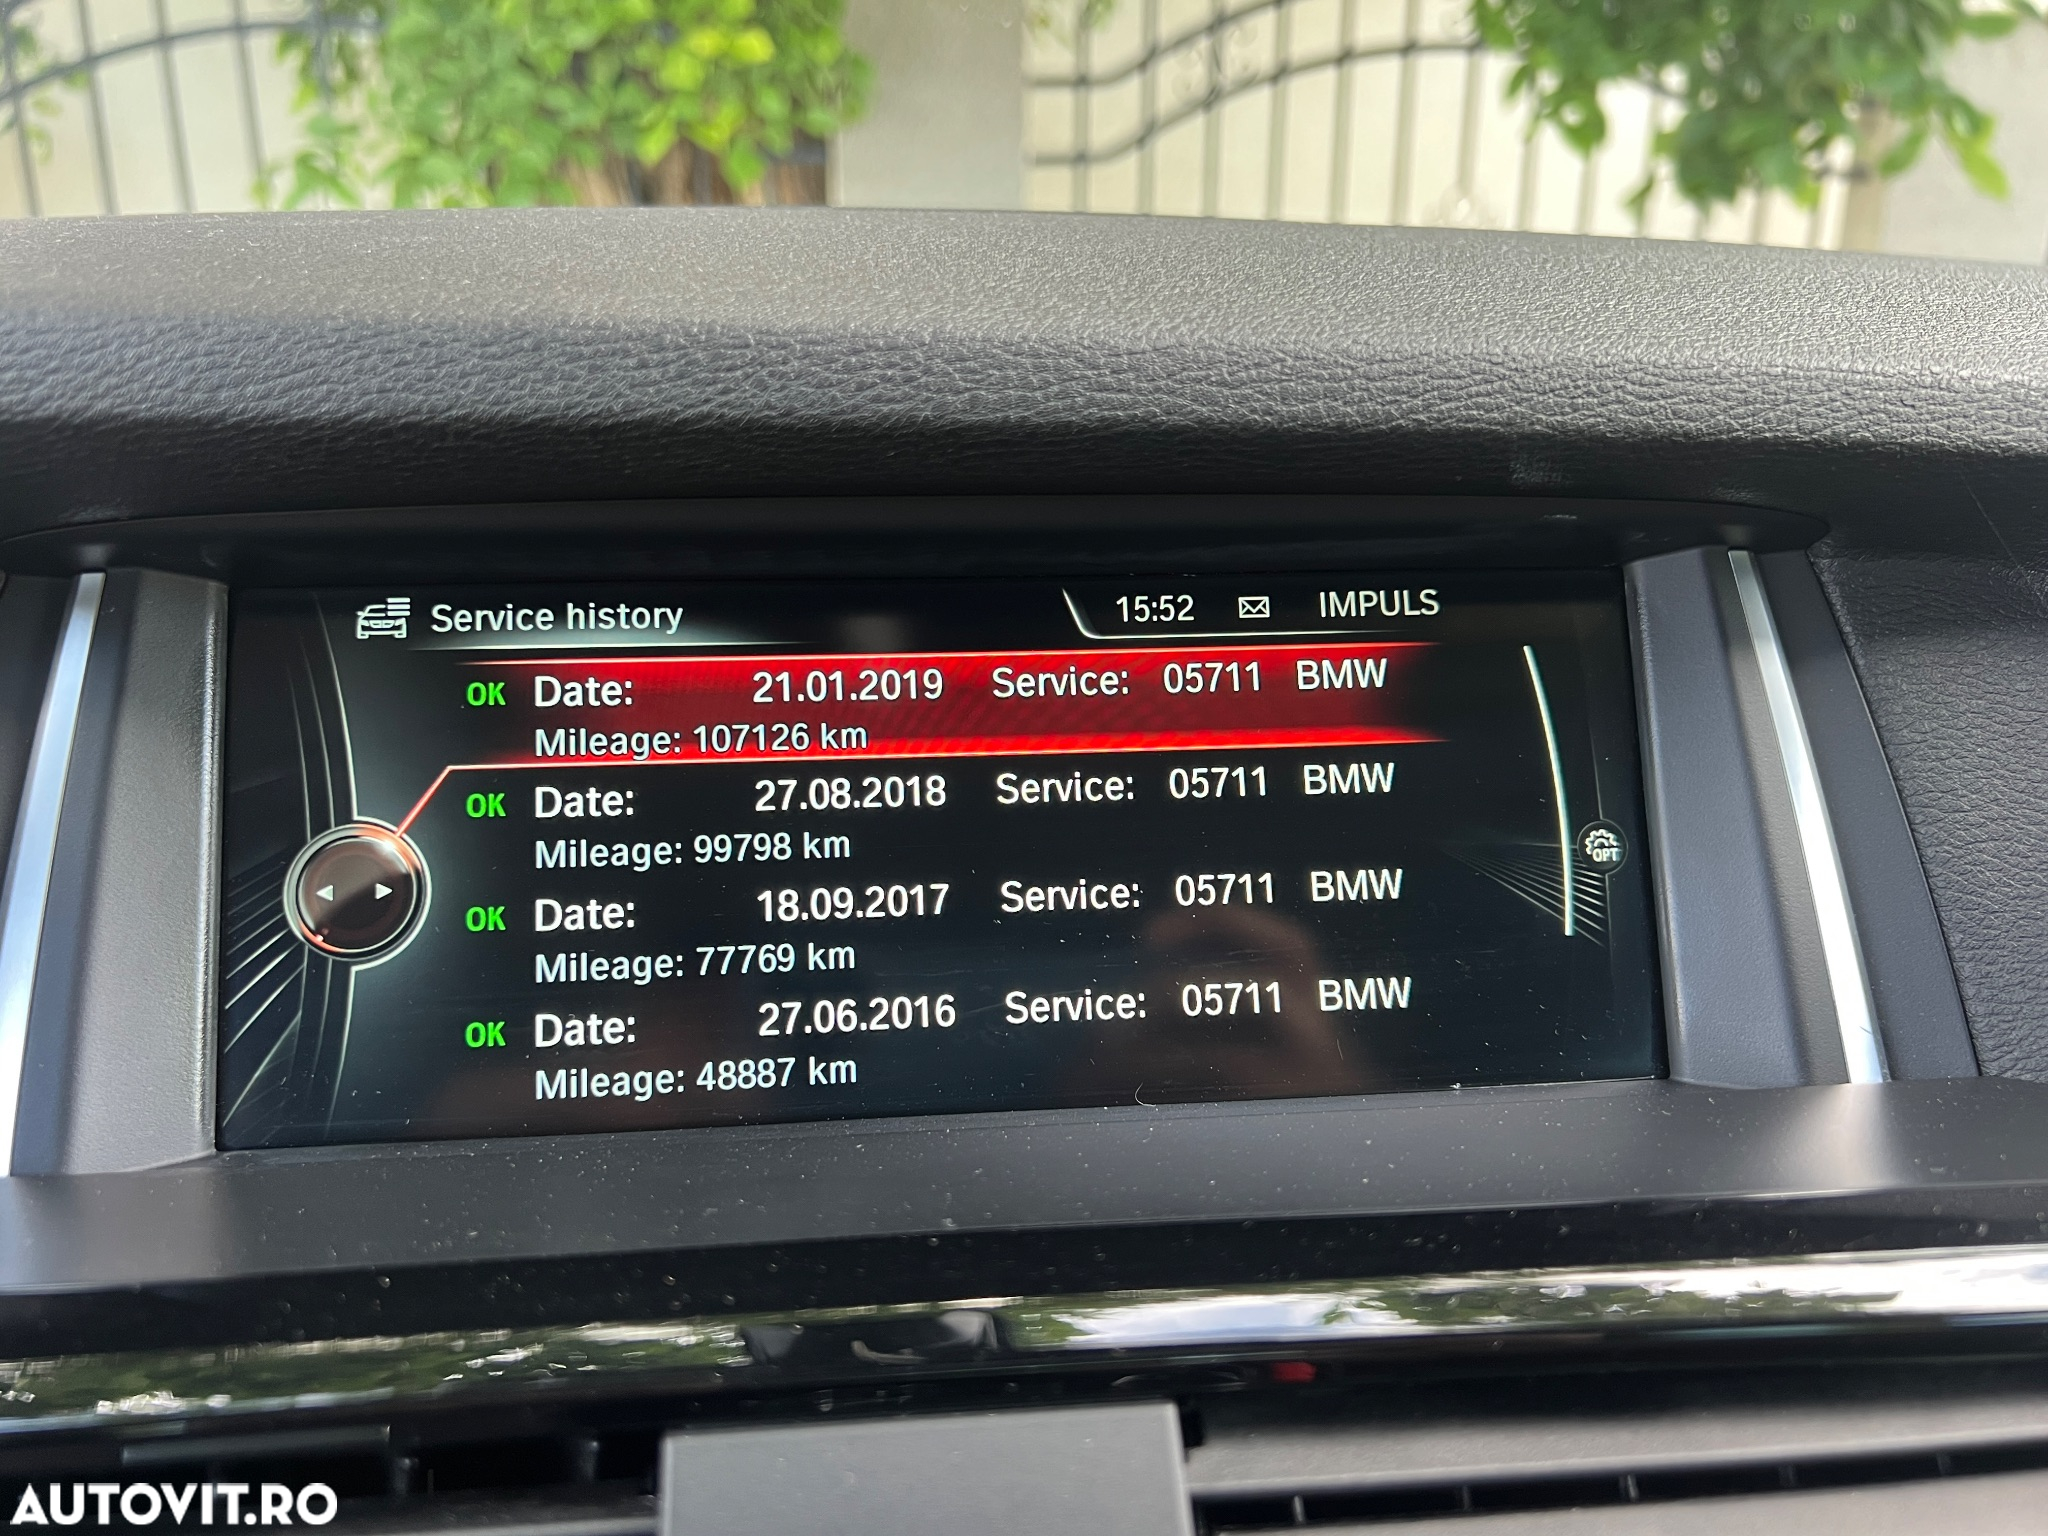 Service history 15:52 IMPULS
OK Date: 21.01.2019 Service: 05711 BMW
Mileage: 107126 km
OK Date: 27.08.2018 Service: 05711 BMW
Mileage: 99798 km
OK Date: 18.09.2017 Service: 05711 BMW
Mileage: 77769 km
OK Date: 27.06.2016 Service: 05711 BMW
Mileage: 48887 km
OPT
AUTOVIT.RO